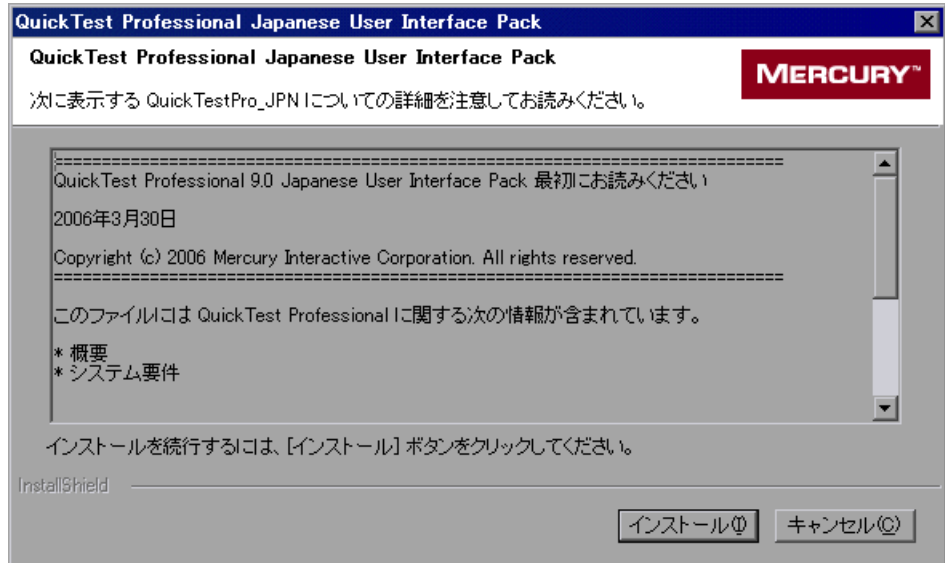 QuickTest Professional Japanese User Interface Pack
QuickTest Professional Japanese User Interface Pack
MERCURY™
次に表示する QuickTestPro_JPN についての詳細を注意してお読みください。
===============================================================================
QuickTest Professional 9.0 Japanese User Interface Pack 最初にお読みください
2006年3月30日
Copyright (c) 2006 Mercury Interactive Corporation. All rights reserved.
===============================================================================
このファイルには QuickTest Professional に関する次の情報が含まれています。
* 概要
* システム要件
インストールを続行するには、[インストール] ボタンをクリックしてください。
InstallShield
インストール(I) キャンセル(C)